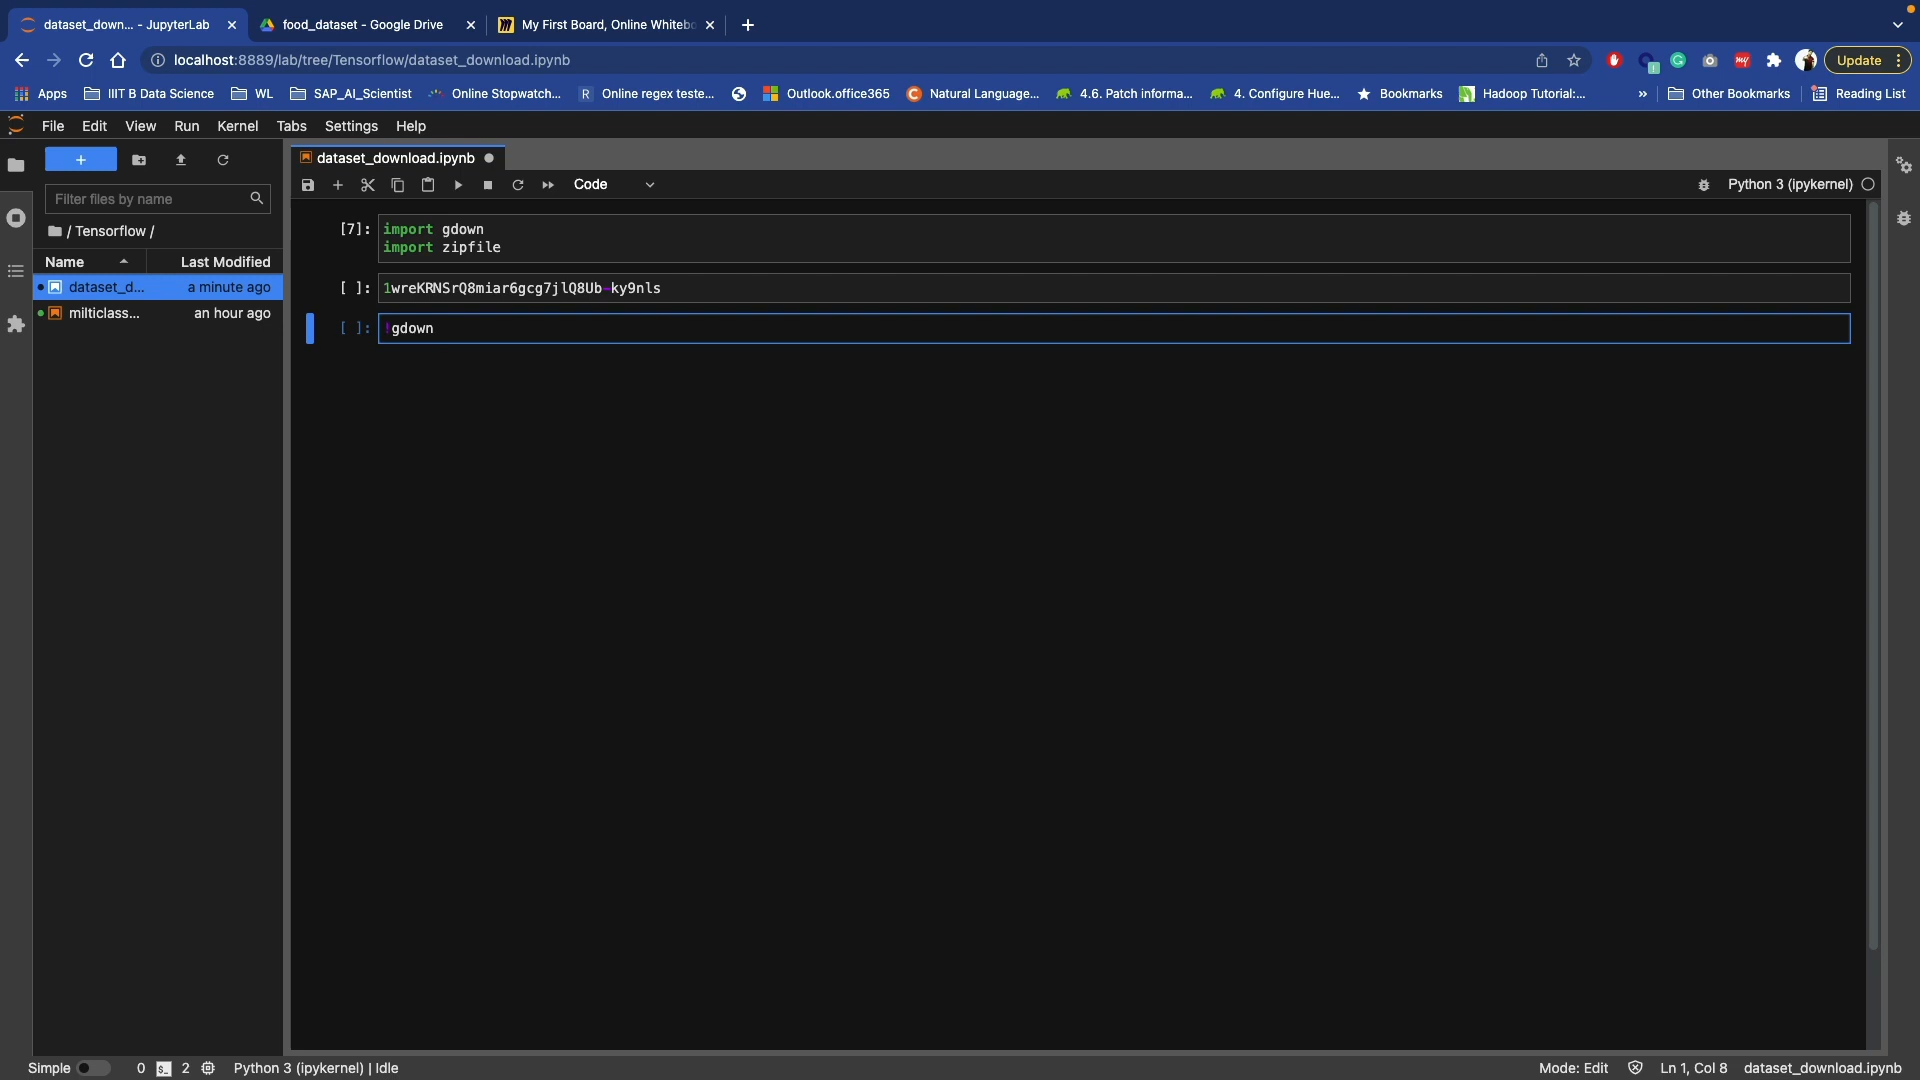 dataset_down... - JupyterLab
food_dataset - Google Drive
My First Board, Online Whitebo
localhost:8889/lab/tree/Tensorflow/dataset_download.ipynb
Update
Apps
IIIT B Data Science
WL
SAP_AI_Scientist
Online Stopwatch...
Online regex teste...
Outlook.office365
Natural Language...
4.6. Patch informa...
4. Configure Hue...
Bookmarks
Hadoop Tutorial:...
»
Other Bookmarks
Reading List
File Edit View Run Kernel Tabs Settings Help
dataset_download.ipynb
Filter files by name
/ Tensorflow /
Name Last Modified
dataset_d... a minute ago
milticlass... an hour ago
Code
Python 3 (ipykernel)
[7]: import gdown
import zipfile
[ ]: 1wreKRNSrQ8miar6gcg7jlQ8Ub-ky9nls
[ ]: !gdown
Simple 0 2 Python 3 (ipykernel) | Idle
Mode: Edit Ln 1, Col 8 dataset_download.ipynb